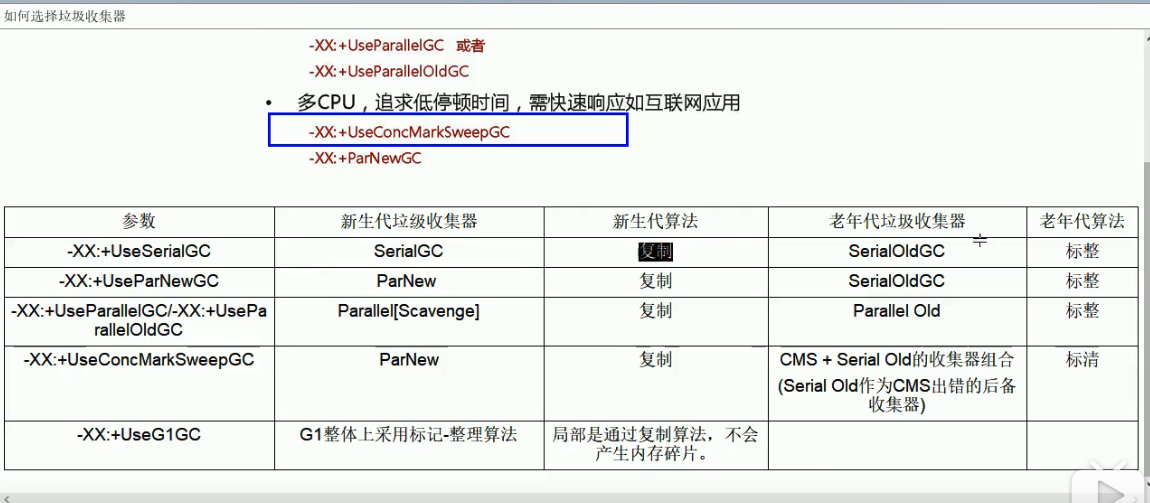 如何选择垃圾收集器
-XX:+UseParallelGC 或者
-XX:+UseParallelOldGC
• 多CPU，追求低停顿时间，需快速响应如互联网应用
-XX:+UseConcMarkSweepGC
-XX:+ParNewGC
参数 新生代垃级收集器 新生代算法 老年代垃圾收集器 老年代算法
-XX:+UseSerialGC SerialGC 复制 SerialOldGC 标整
-XX:+UseParNewGC ParNew 复制 SerialOldGC 标整
-XX:+UseParallelGC/-XX:+UsePa
rallelOldGC
Parallel[Scavenge] 复制 Parallel Old 标整
-XX:+UseConcMarkSweepGC ParNew 复制 CMS + Serial Old的收集器组合 标清
(Serial Old作为CMS出错的后备
收集器)
-XX:+UseG1GC G1整体上采用标记-整理算法 局部是通过复制算法，不会
产生内存碎片。